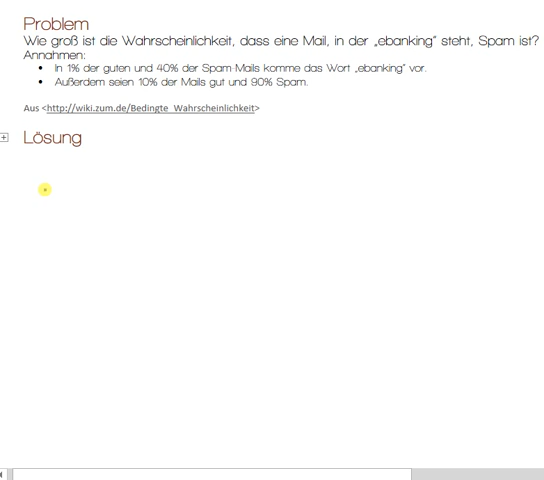 Problem
Wie groß ist die Wahrscheinlichkeit, dass eine Mail, in der „ebanking“ steht, Spam ist?
Annahmen:
• In 1% der guten und 40% der Spam-Mails komme das Wort „ebanking“ vor.
• Außerdem seien 10% der Mails gut und 90% Spam.
Aus <http://wiki.zum.de/Bedingte_Wahrscheinlichkeit>
Lösung